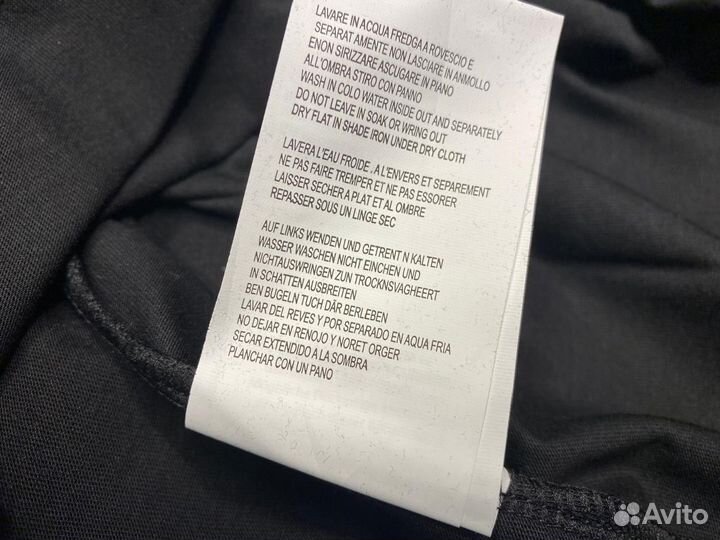 LAVARE IN ACQUA FREDGA A ROVESCIO E
SEPARAT AMENTE NON LASCIARE IN ANMOLLO
ENON SIRIZZARE ASCUGARE IN PIANO
ALL'OMBRA STIRO CON PANNO
WASH IN COLO WATER INSIDE OUT AND SEPARATELY
DO NOT LEAVE IN SOAK OR WRING OUT
DRY FLAT IN SHADE IRON UNDER DRY CLOTH
LAVERA L'EAU FROIDE . A L'ENVERS ET SEPAREMENT
NE PAS FAIRE TREMPER ET NE PAS ESSORER
LAISSER SECHER A PLAT ET AL OMBRE
REPASSER SOUS UN LINGE SEC
AUF LINKS WENDEN UND GETRENT N KALTEN
WASSER WASCHEN NICHT EINCHEN UND
NICHTAUSWRINGEN ZUN TROCKNSVAGHEERT
IN SCHATTEN AUSBREITEN
BEN BUGELN TUCH DÄR BERLEBEN
LAVAR DEL REVES Y POR SEPARADO EN AQUA FRIA
NO DEJAR EN RENOJO Y NORET ORGER
SECAR EXTENDIDO A LA SOMBRA
PLANCHAR CON UN PANO
Avito